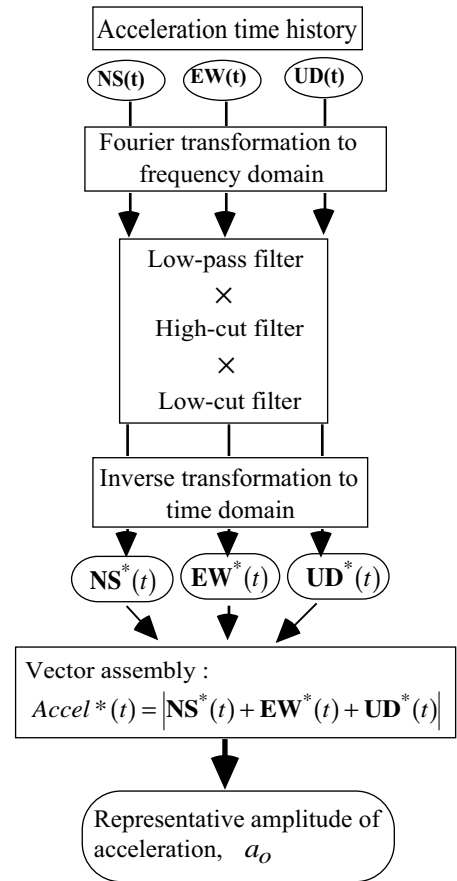 Acceleration time history
NS(t) EW(t) UD(t)
Fourier transformation to
frequency domain
Low-pass filter
×
High-cut filter
×
Low-cut filter
Inverse transformation to
time domain
NS*(t) EW*(t) UD*(t)
Vector assembly :
Accel*(t) = |NS*(t) + EW*(t) + UD*(t)|
Representative amplitude of
acceleration, a_o